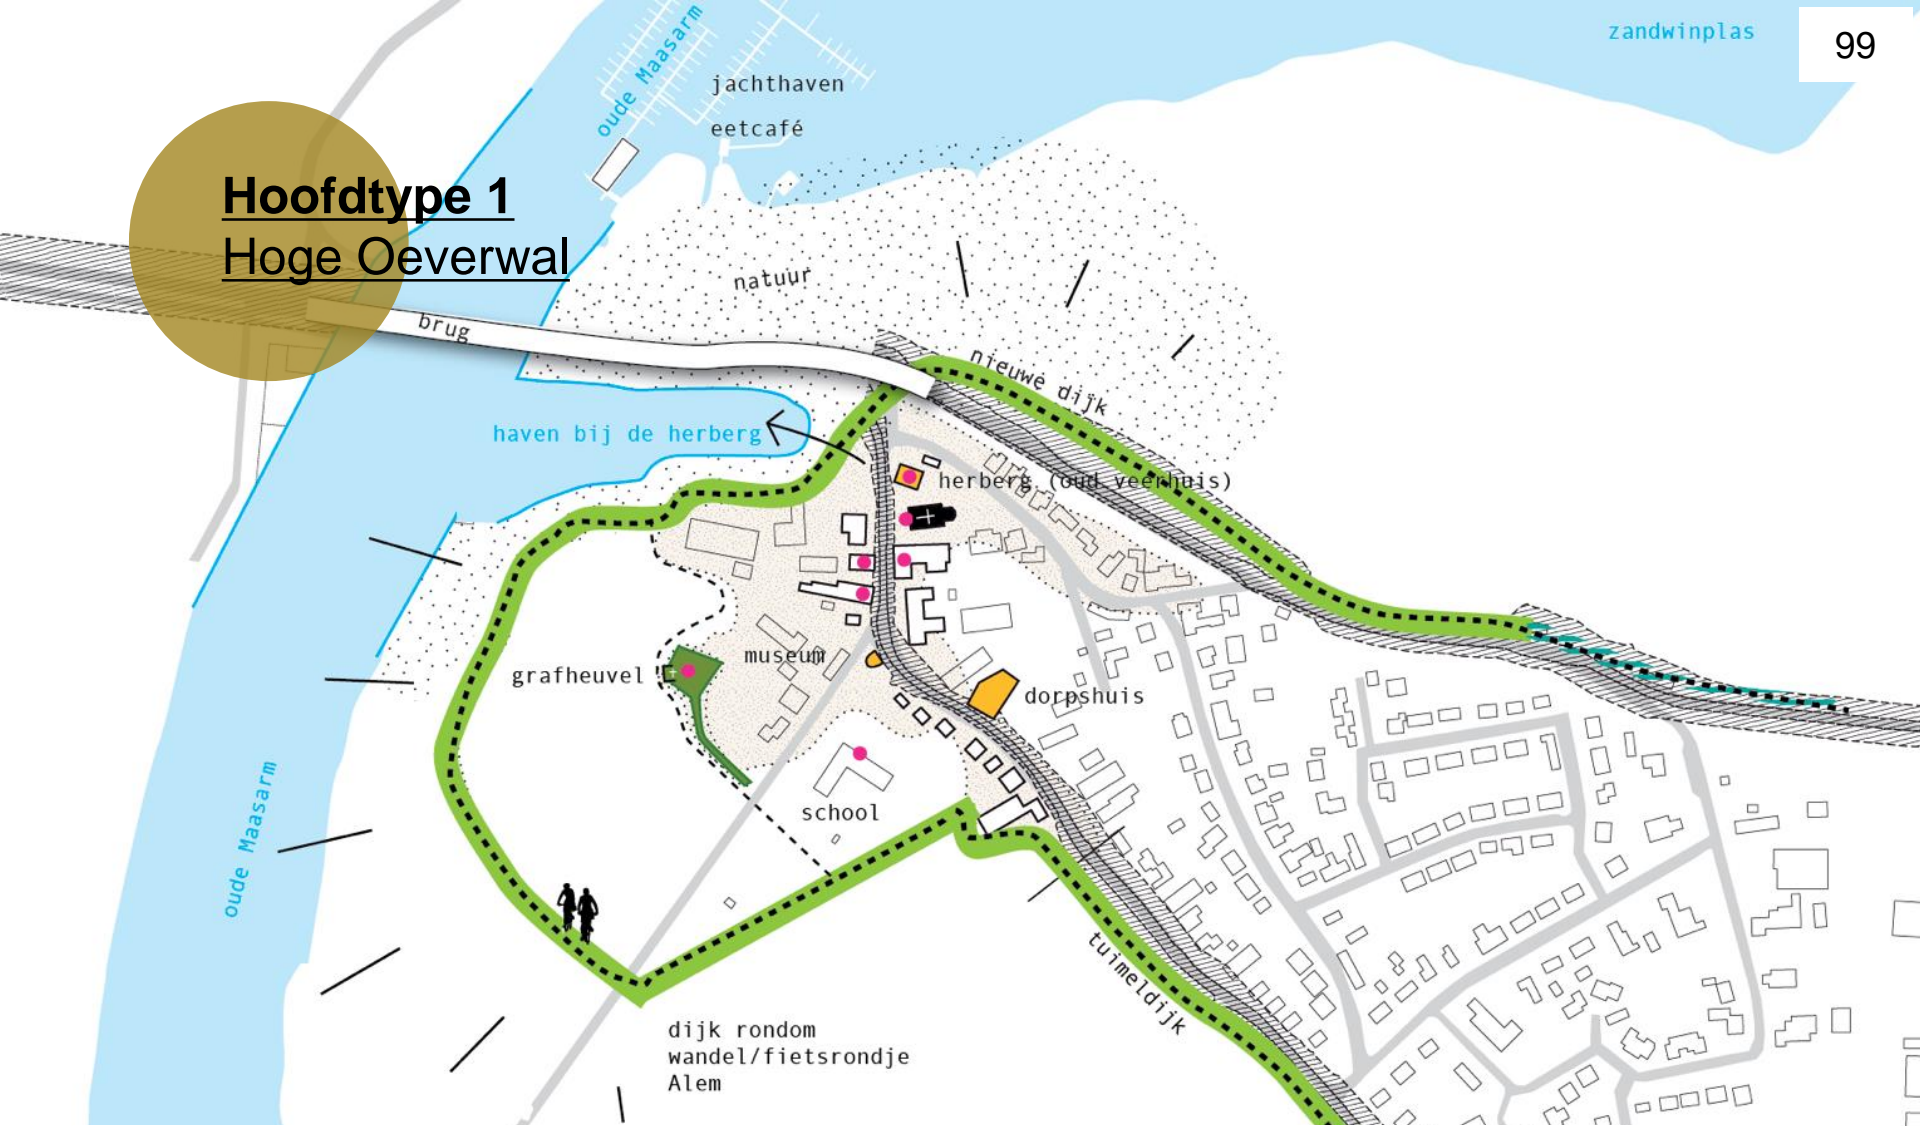 zandwinplas
99
oude Maasarm
jachthaven
eetcafé
Hoofdtype 1
Hoge Oeverwal
natuur
brug
nieuwe dijk
haven bij de herberg
herberg (oud veerhuis)
museum
grafheuvel
dorpshuis
school
oude Maasarm
tuimeldijk
dijk rondom
wandel/fietsrondje
Alem